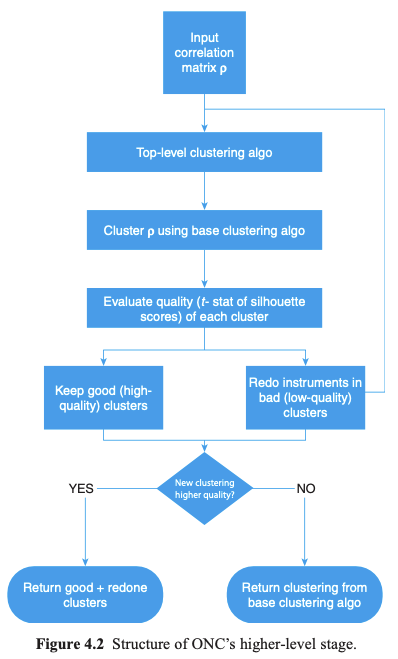 Input
correlation
matrix ρ
Top-level clustering algo
Cluster ρ using base clustering algo
Evaluate quality (t- stat of silhouette
scores) of each cluster
Keep good (high-
quality) clusters
Redo instruments in
bad (low-quality)
clusters
New clustering
higher quality?
YES
NO
Return good + redone
clusters
Return clustering from
base clustering algo
Figure 4.2 Structure of ONC's higher-level stage.